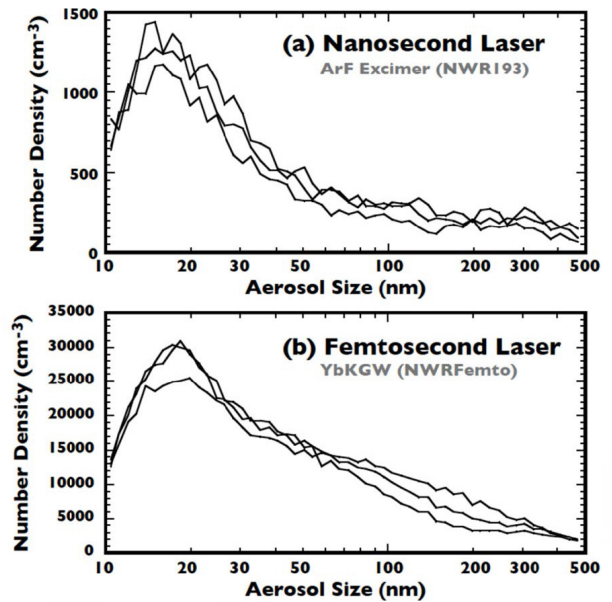 1500
1000
500
0
Number Density (cm-3)
(a) Nanosecond Laser
ArF Excimer (NWR193)
10 20 30 50 100 200 300 500
Aerosol Size (nm)
35000
30000
25000
20000
15000
10000
5000
0
Number Density (cm-3)
(b) Femtosecond Laser
YbKGW (NWRFemto)
10 20 30 50 100 200 300 500
Aerosol Size (nm)